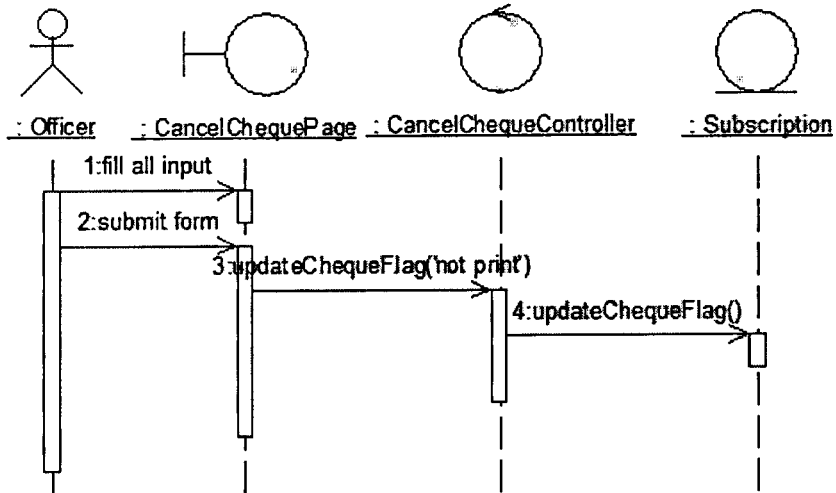 : Officer
: CancelChequePage
: CancelChequeController
: Subscription
1:fill all input
2:submit form
3:updateChequeFlag('not print')
4:updateChequeFlag()